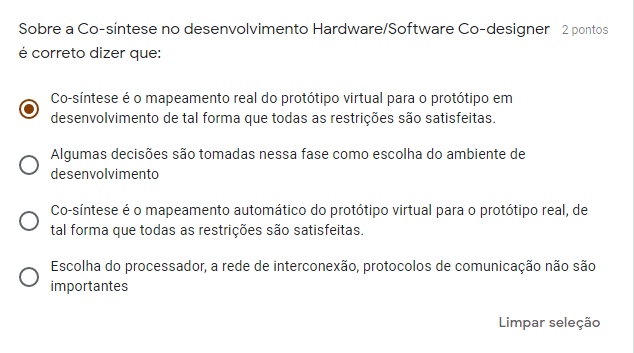 Sobre a Co-síntese no desenvolvimento Hardware/Software Co-designer 2 pontos
é correto dizer que:
Co-síntese é o mapeamento real do protótipo virtual para o protótipo em
desenvolvimento de tal forma que todas as restrições são satisfeitas.
Algumas decisões são tomadas nessa fase como escolha do ambiente de
desenvolvimento
Co-síntese é o mapeamento automático do protótipo virtual para o protótipo real, de
tal forma que todas as restrições são satisfeitas.
Escolha do processador, a rede de interconexão, protocolos de comunicação não são
importantes
Limpar seleção